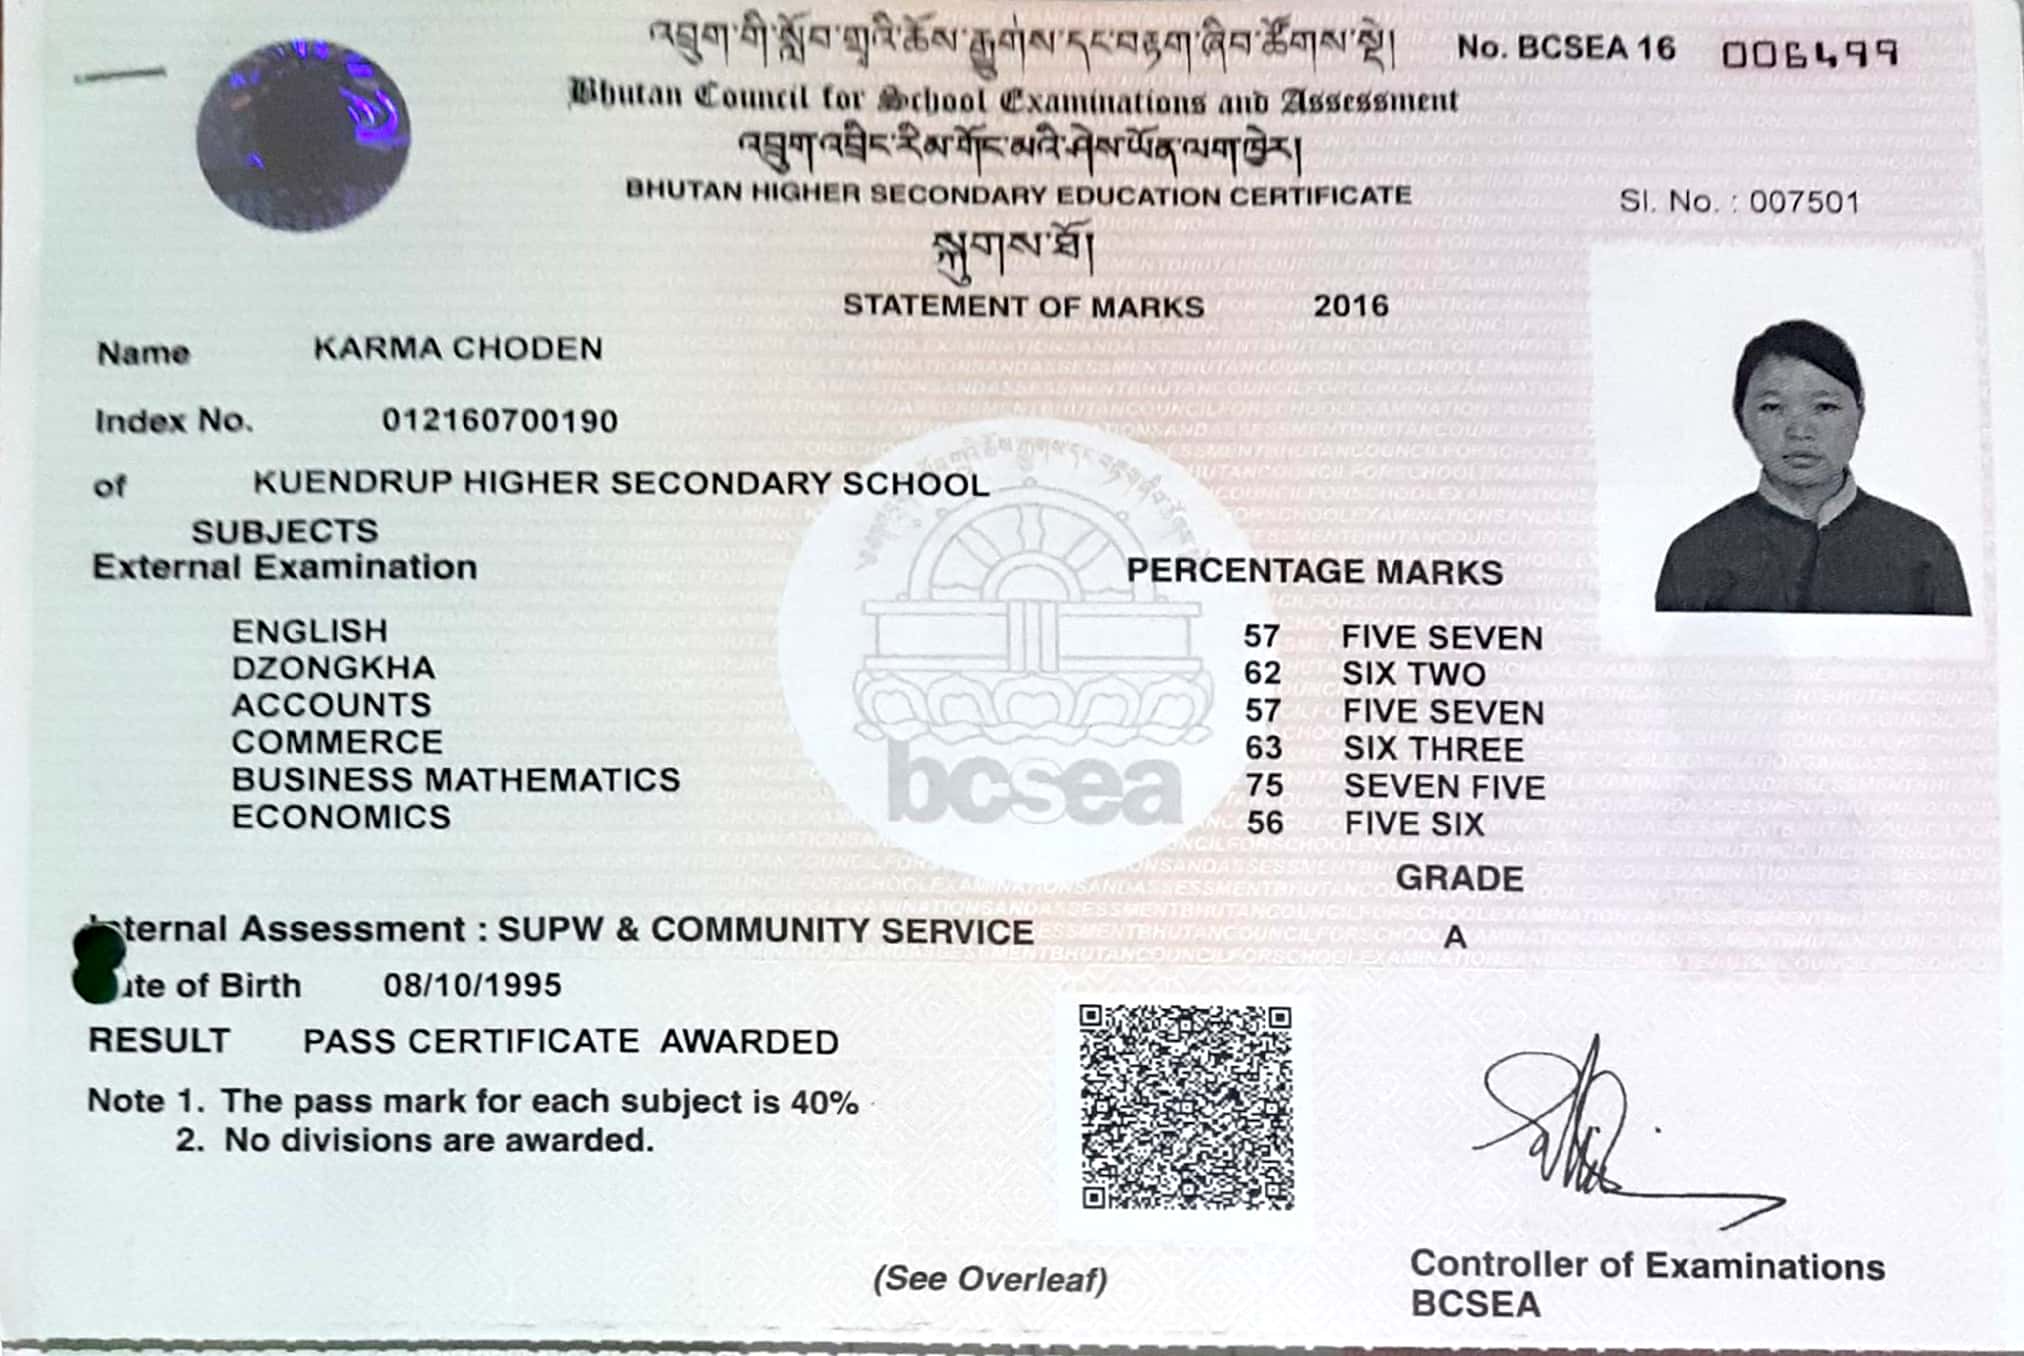 འབྲུག་གི་སློབ་གྲྭའི་ཆོས་རྒྱུགས་དང་བརྟག་ཞིབ་ཚོགས་སྡེ།
No. BCSEA 16 006499
Bhutan Council for School Examinations and Assessment
འབྲུག་འབྲིང་རིམ་གོང་མའི་ཤེས་ཡོན་ལག་ཁྱེར།
BHUTAN HIGHER SECONDARY EDUCATION CERTIFICATE
Sl. No. : 007501
སྐུགས་ཐོ།
STATEMENT OF MARKS 2016
Name KARMA CHODEN
Index No. 012160700190
of KUENDRUP HIGHER SECONDARY SCHOOL
SUBJECTS
External Examination PERCENTAGE MARKS
ENGLISH 57 FIVE SEVEN
DZONGKHA 62 SIX TWO
ACCOUNTS 57 FIVE SEVEN
COMMERCE 63 SIX THREE
BUSINESS MATHEMATICS 75 SEVEN FIVE
ECONOMICS 56 FIVE SIX
bcsea
GRADE
Internal Assessment : SUPW & COMMUNITY SERVICE A
Date of Birth 08/10/1995
RESULT PASS CERTIFICATE AWARDED
Note 1. The pass mark for each subject is 40%
2. No divisions are awarded.
(See Overleaf)
Controller of Examinations
BCSEA